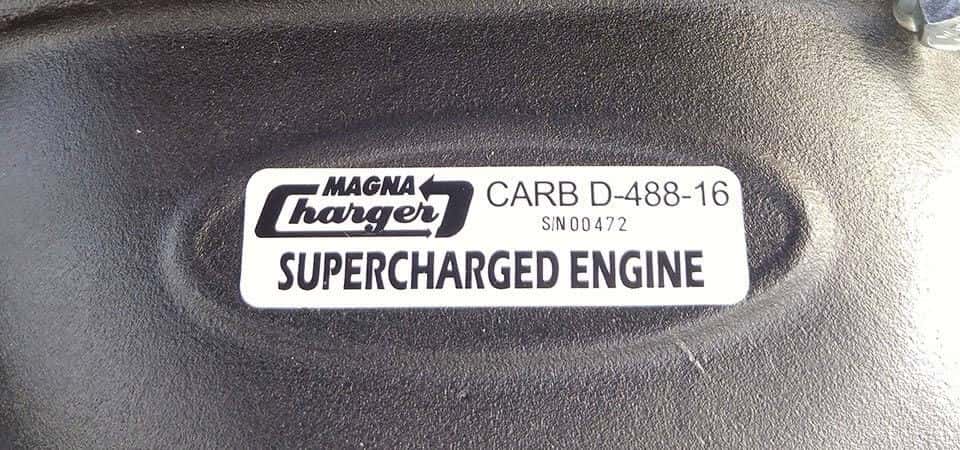 MAGNA
Charger
CARB D-488-16
S/N 00472
SUPERCHARGED ENGINE